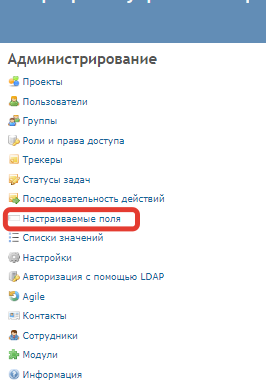 Администрирование
Проекты
Пользователи
Группы
Роли и права доступа
Трекеры
Статусы задач
Последовательность действий
Настраиваемые поля
Списки значений
Настройки
Авторизация с помощью LDAP
Agile
Контакты
Сотрудники
Модули
Информация